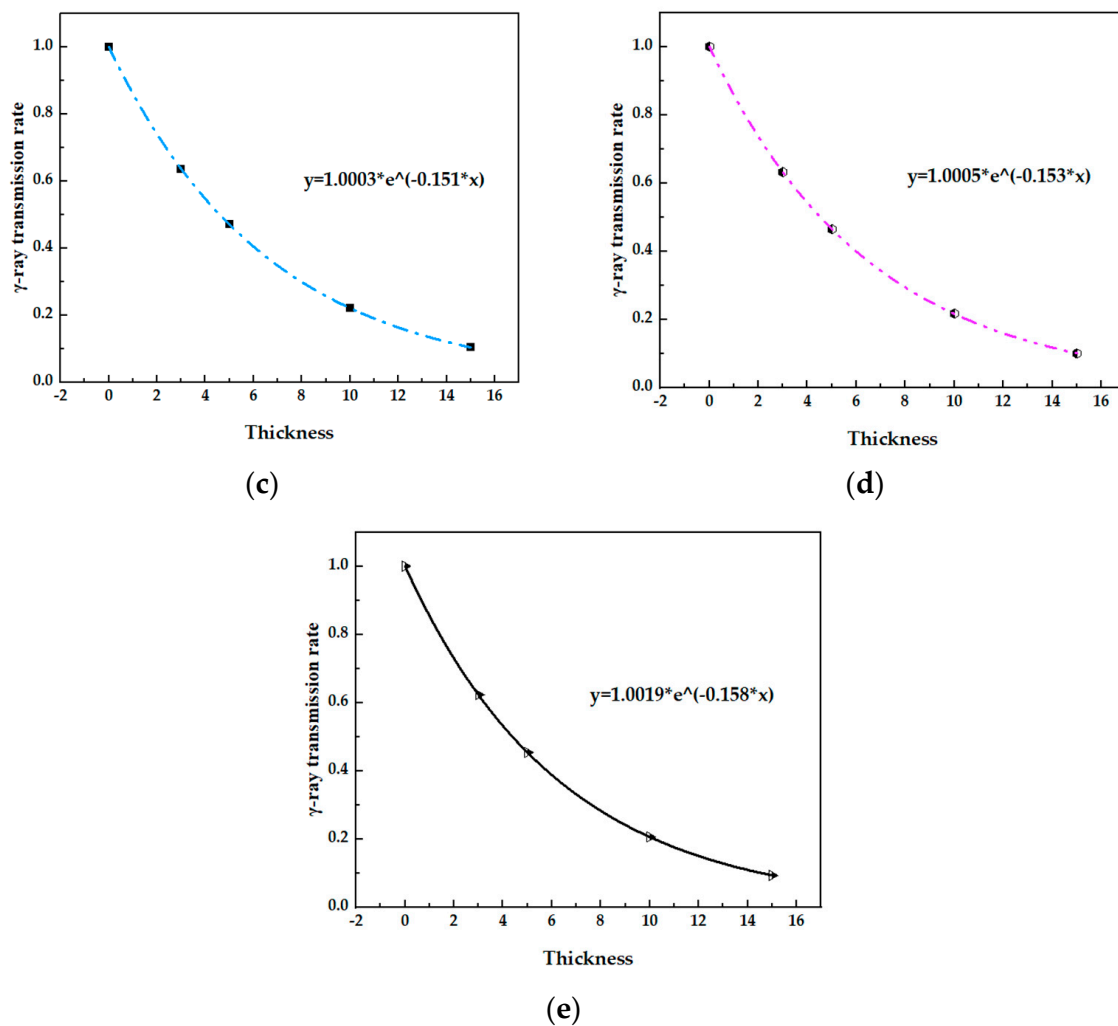 1.0
0.8
0.6
0.4
0.2
0.0
γ-ray transmission rate
y=1.0003*e^(-0.151*x)
-2 0 2 4 6 8 10 12 14 16
Thickness
(c)
1.0
0.8
0.6
0.4
0.2
0.0
γ-ray transmission rate
y=1.0005*e^(-0.153*x)
-2 0 2 4 6 8 10 12 14 16
Thickness
(d)
1.0
0.8
0.6
0.4
0.2
0.0
γ-ray transmission rate
y=1.0019*e^(-0.158*x)
-2 0 2 4 6 8 10 12 14 16
Thickness
(e)